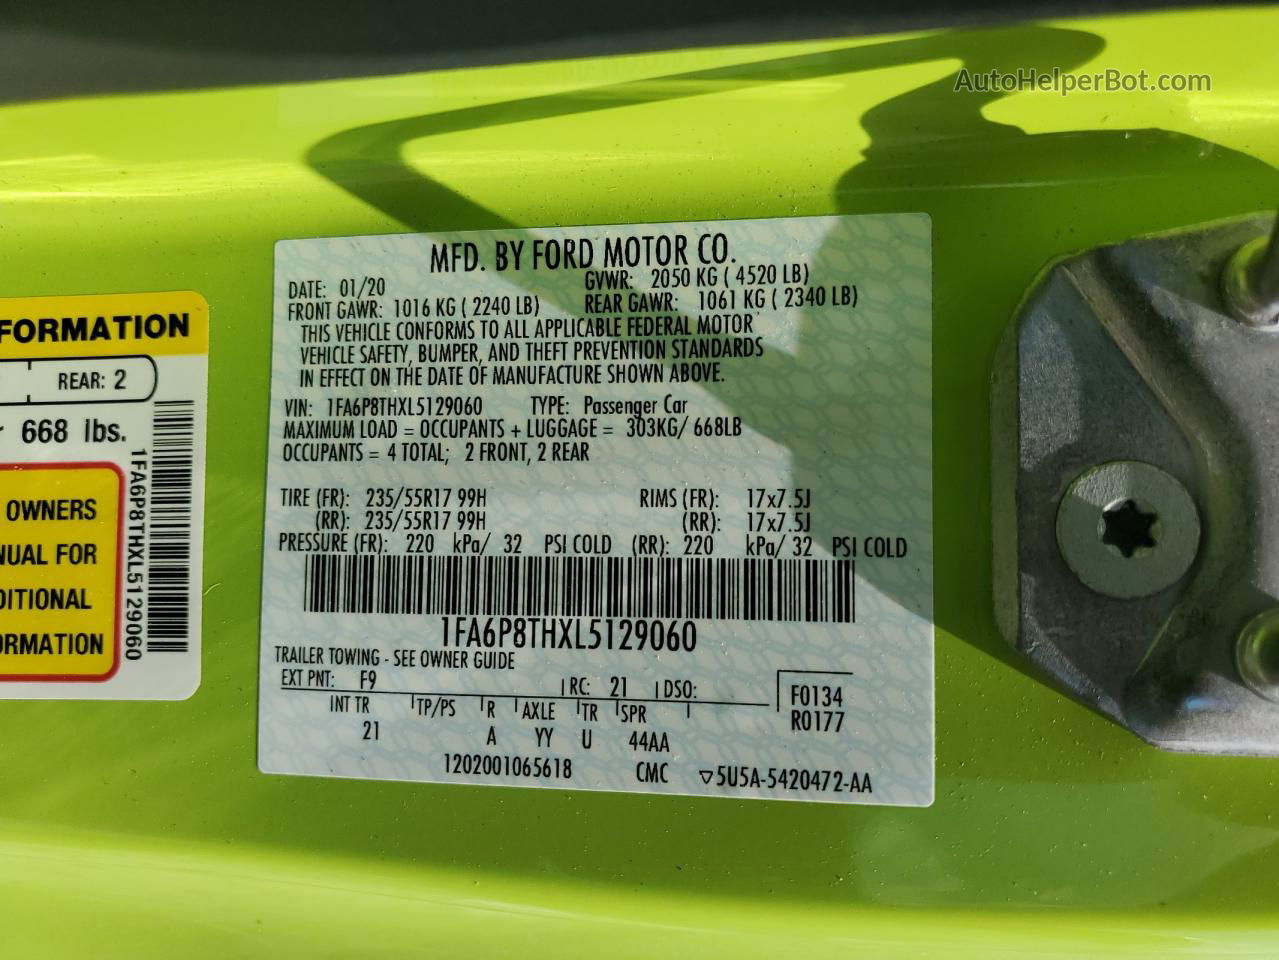 AutoHelperBot.com
MFD. BY FORD MOTOR CO.
DATE: 01/20 GVWR: 2050 KG ( 4520 LB)
FRONT GAWR: 1016 KG ( 2240 LB) REAR GAWR: 1061 KG ( 2340 LB)
THIS VEHICLE CONFORMS TO ALL APPLICABLE FEDERAL MOTOR
VEHICLE SAFETY, BUMPER, AND THEFT PREVENTION STANDARDS
IN EFFECT ON THE DATE OF MANUFACTURE SHOWN ABOVE.
VIN: 1FA6P8THXL5129060 TYPE: Passenger Car
MAXIMUM LOAD = OCCUPANTS + LUGGAGE = 303KG/ 668LB
OCCUPANTS = 4 TOTAL; 2 FRONT, 2 REAR
TIRE (FR): 235/55R17 99H RIMS (FR): 17x7.5J
(RR): 235/55R17 99H (RR): 17x7.5J
PRESSURE (FR): 220 kPa/ 32 PSI COLD (RR): 220 kPa/ 32 PSI COLD
1FA6P8THXL5129060
TRAILER TOWING - SEE OWNER GUIDE
EXT PNT: F9 RC: 21 DSO: F0134
INT TR TP/PS R AXLE TR SPR R0177
21 A YY U 44AA
1202001065618 CMC ▽5U5A-5420472-AA
FORMATION
REAR: 2
668 lbs.
1FA6P8THXL5129060
OWNERS
NUAL FOR
DITIONAL
ORMATION